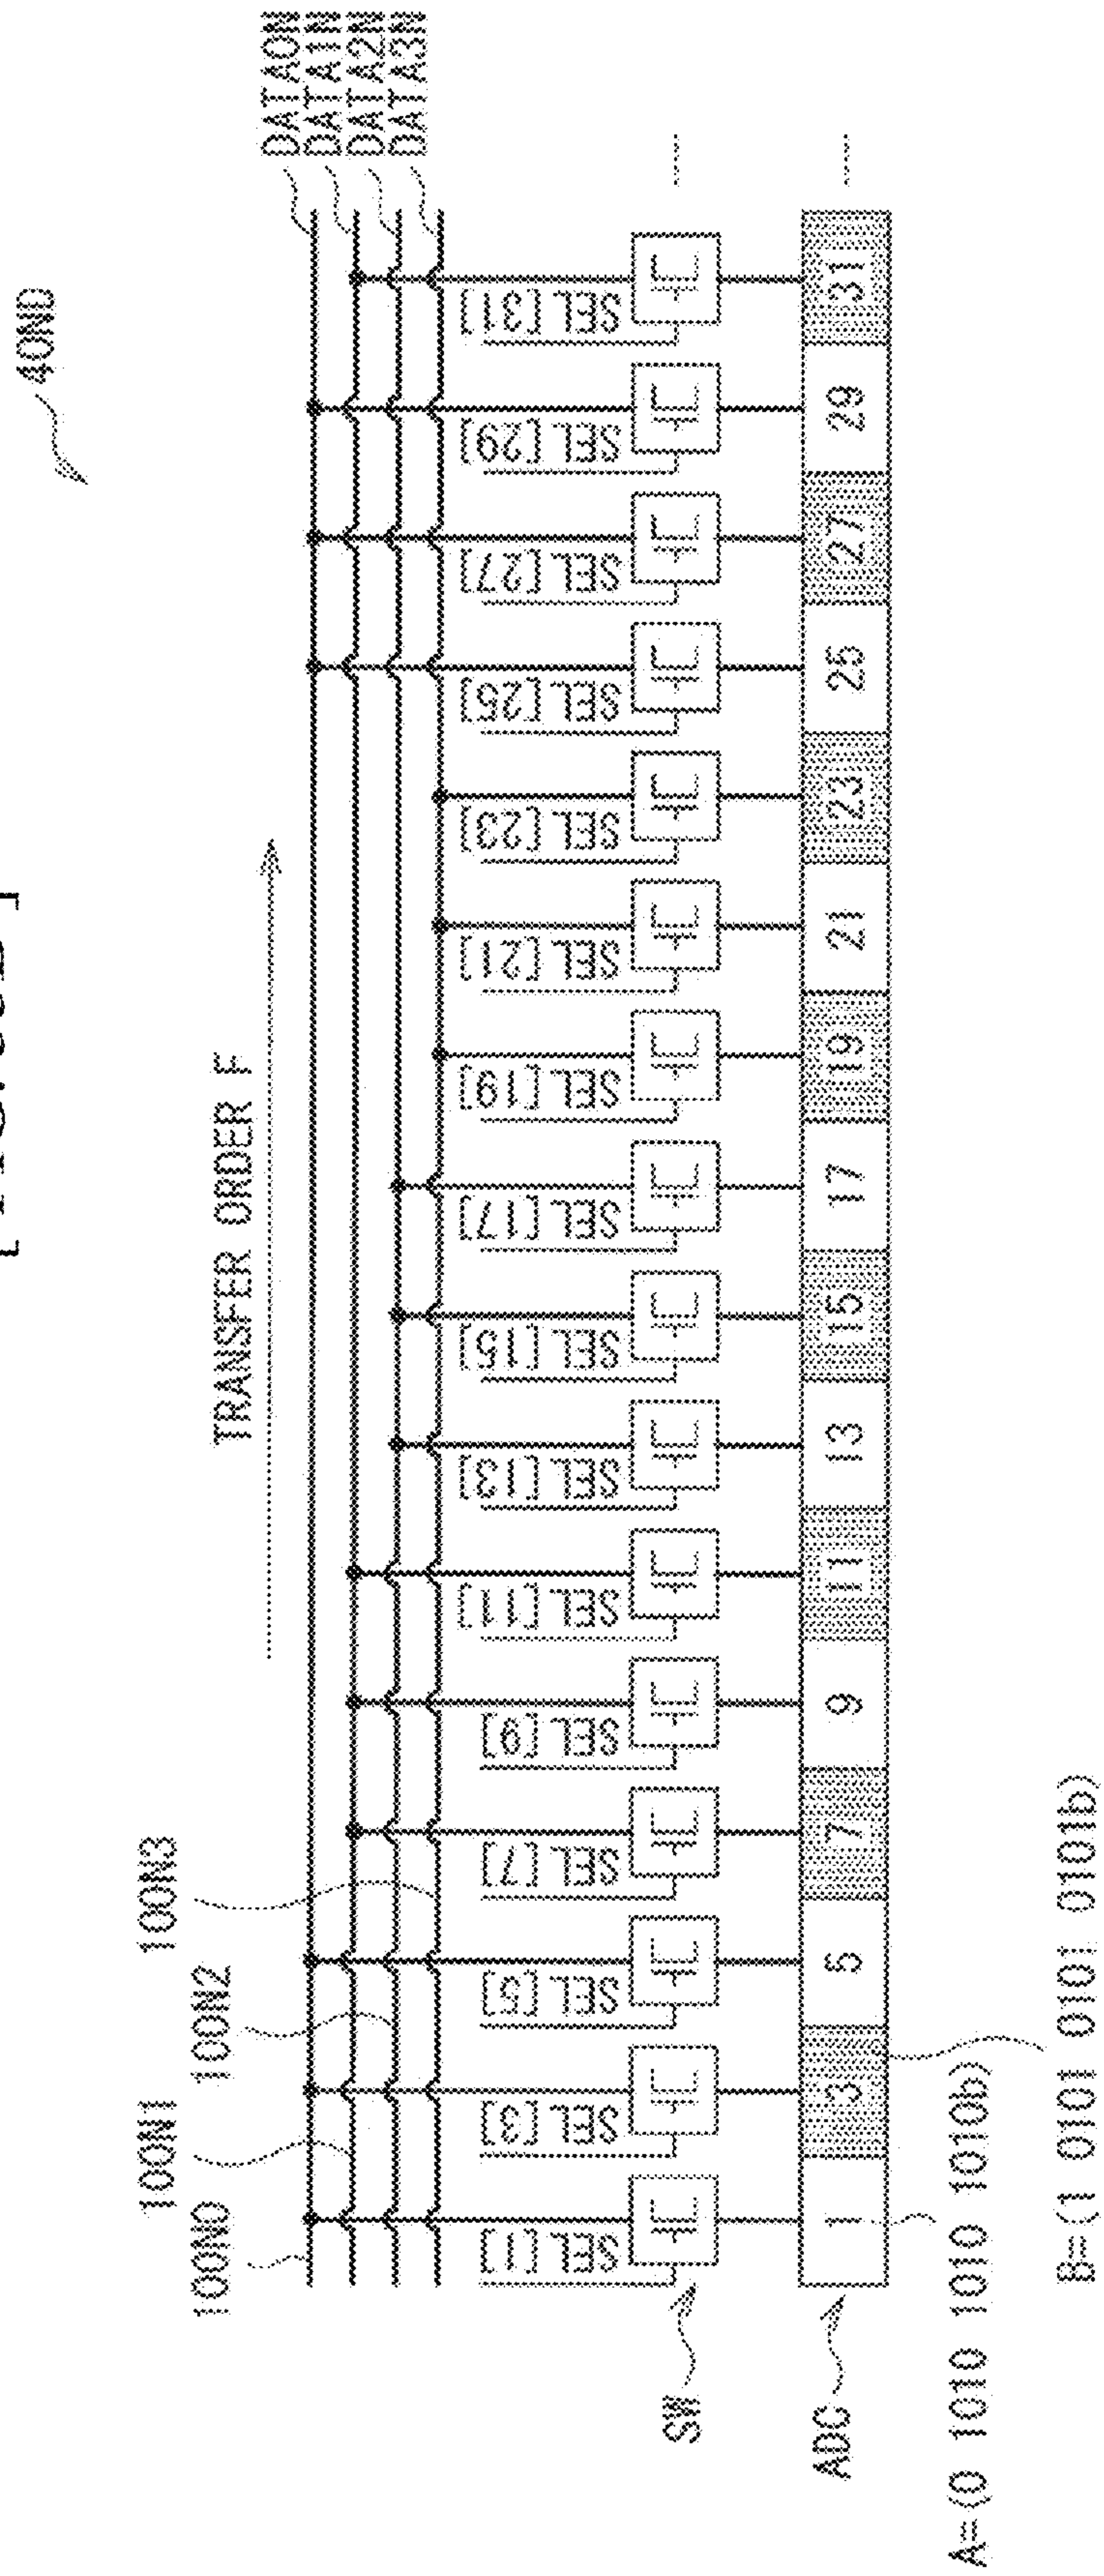 40ND
TRANSFER ORDER F
DATA0N
DATA1N
DATA2N
DATA3N
100N0
100N1
100N2
100N3
SEL[1]
SEL[3]
SEL[5]
SEL[7]
SEL[9]
SEL[11]
SEL[13]
SEL[15]
SEL[17]
SEL[19]
SEL[21]
SEL[23]
SEL[25]
SEL[27]
SEL[29]
SEL[31]
SW
ADC
1 3 5 7 9 11 13 15 17 19 21 23 25 27 29 31
A=(0 1010 1010 1010b)
B=(1 0101 0101 0101b)